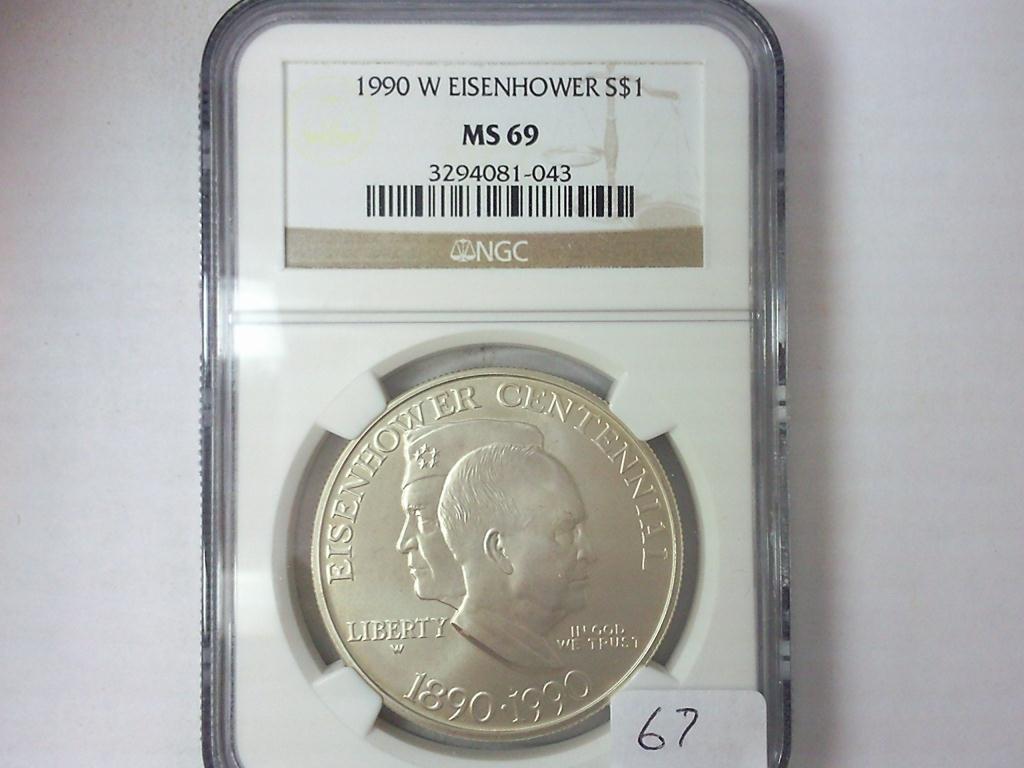 1990 W EISENHOWER S$1
MS 69
3294081-043
NGC
EISENHOWER CENTENNIAL
LIBERTY
W
IN GOD
WE TRUST
1890·1990
67